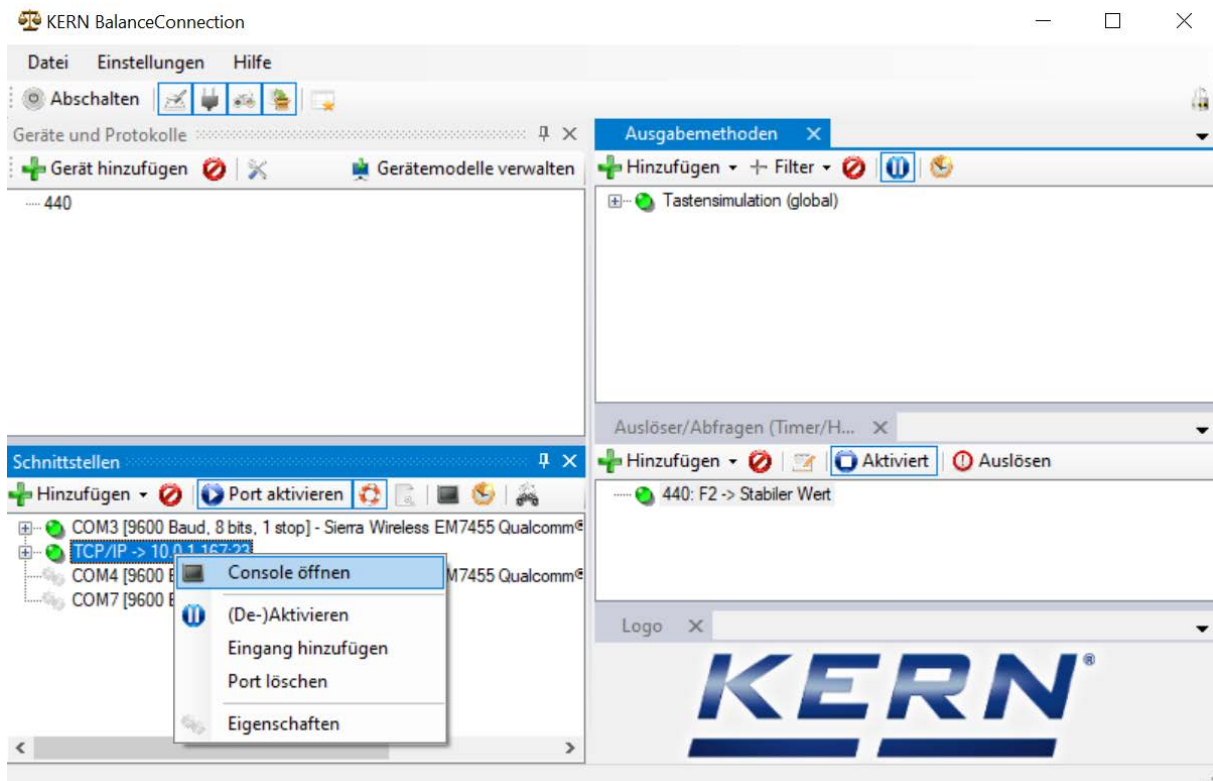 KERN BalanceConnection
Datei Einstellungen Hilfe
Abschalten
Geräte und Protokolle
Gerät hinzufügen Gerätemodelle verwalten
440
Ausgabemethoden
Hinzufügen Filter
Tastensimulation (global)
Auslöser/Abfragen (Timer/H...
Hinzufügen Aktiviert Auslösen
440: F2 -> Stabiler Wert
Schnittstellen
Hinzufügen Port aktivieren
COM3 [9600 Baud, 8 bits, 1 stop] - Sierra Wireless EM7455 Qualcomm®
TCP/IP -> 10.0.1.167:23
COM4 [9600 M7455 Qualcomm®
COM7 [9600
Console öffnen
(De-)Aktivieren
Eingang hinzufügen
Port löschen
Eigenschaften
Logo
KERN®